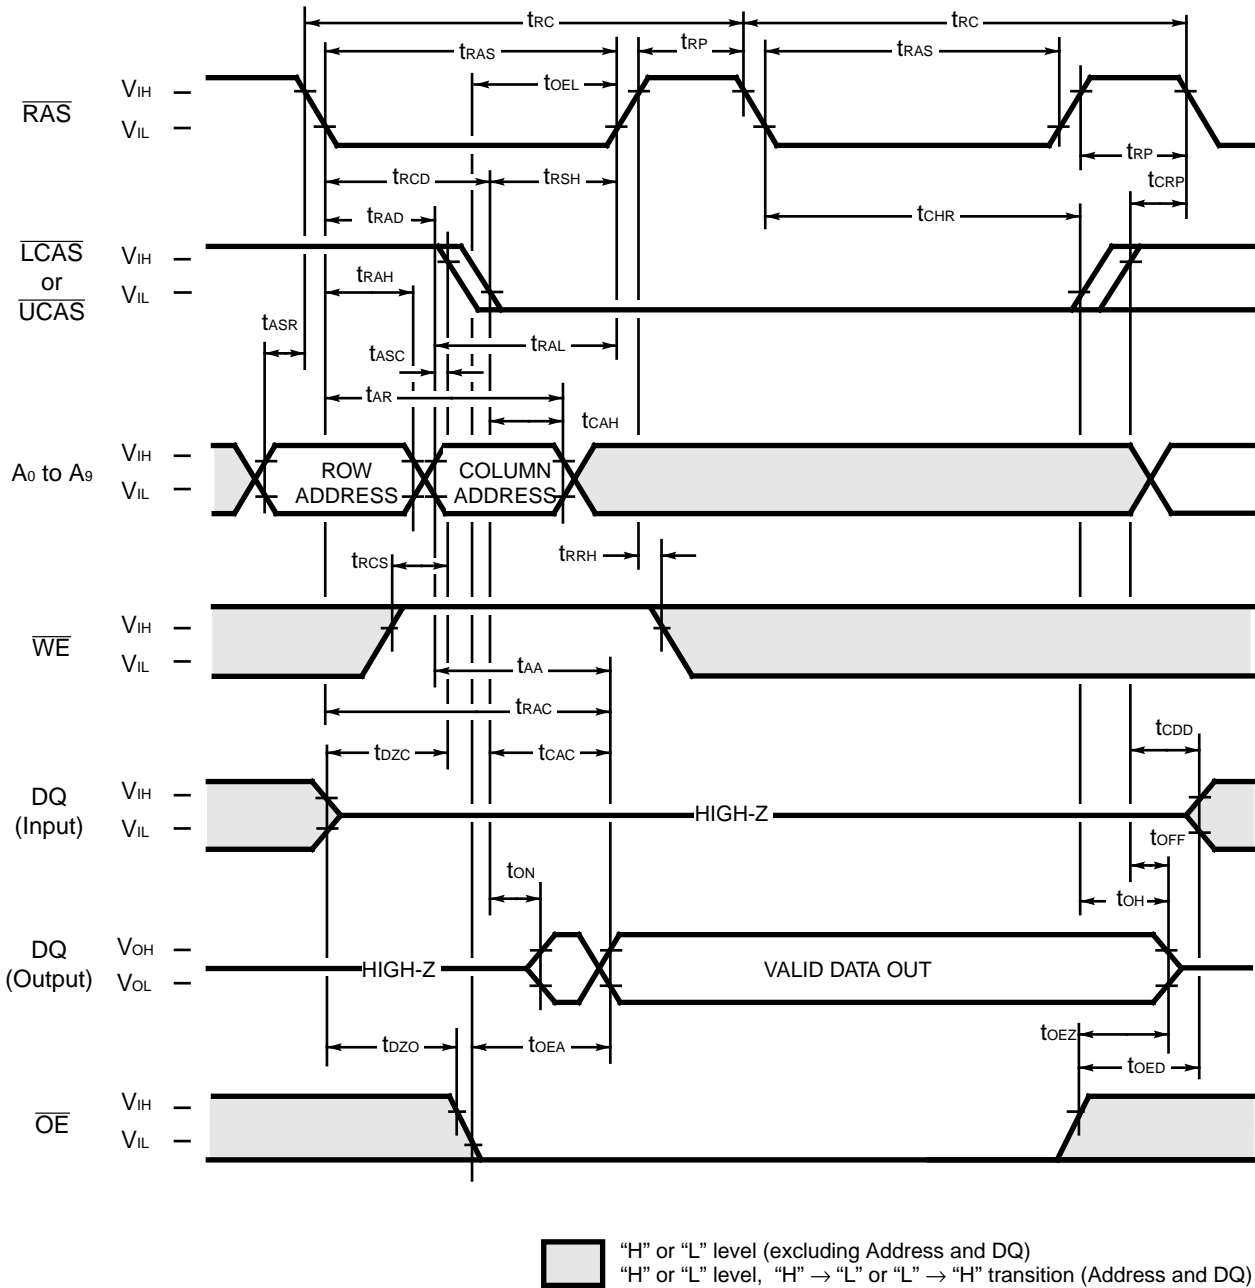 tRC tRC
tRAS tRP tRAS
tOEL
RAS VIH
VIL
tRP
tRCD tRSH tCRP
tRAD tCHR
LCAS
or
UCAS
VIH
VIL
tRAH
tASR
tASC tRAL
tAR
tCAH
A0 to A9 VIH
VIL
ROW
ADDRESS
COLUMN
ADDRESS
tRCS tRRH
WE VIH
VIL
tAA
tRAC
tDZC tCAC tCDD
DQ
(Input)
VIH
VIL
HIGH-Z
tOFF
tON tOH
DQ
(Output)
VOH
VOL
HIGH-Z VALID DATA OUT
tDZO tOEA tOEZ
tOED
OE VIH
VIL
“H” or “L” level (excluding Address and DQ)
“H” or “L” level, “H” → “L” or “L” → “H” transition (Address and DQ)